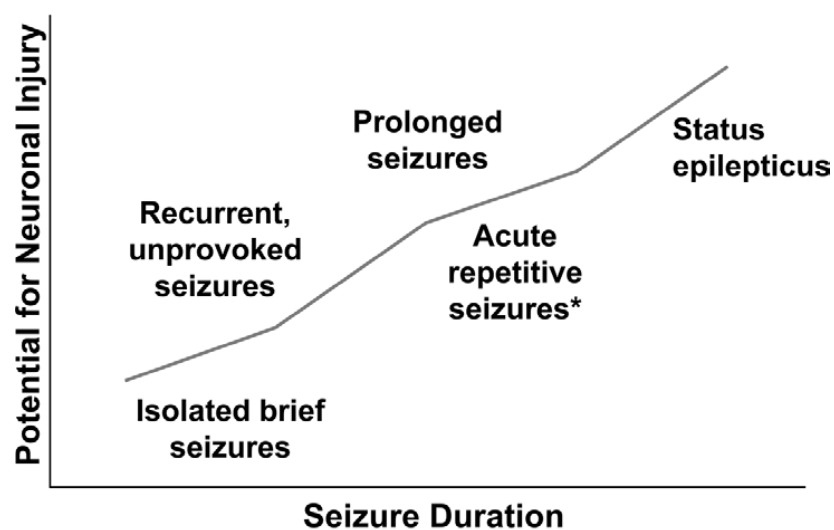 Potential for Neuronal Injury
Prolonged
seizures
Status
epilepticus
Recurrent,
unprovoked
seizures
Acute
repetitive
seizures*
Isolated brief
seizures
Seizure Duration